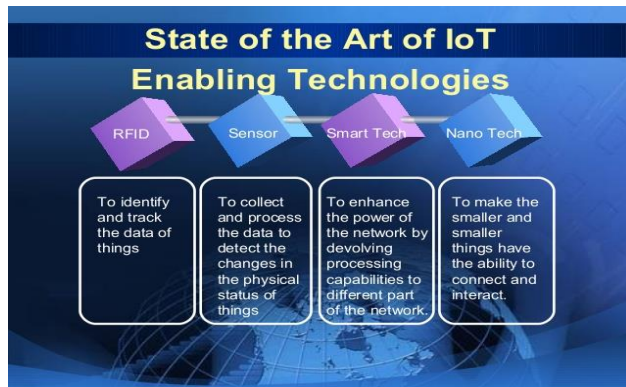 State of the Art of IoT
Enabling Technologies
RFID
Sensor
Smart Tech
Nano Tech
To identify
and track
the data of
things
To collect
and process
the data to
detect the
changes in
the physical
status of
things
To enhance
the power of
the network by
devolving
processing
capabilities to
different part
of the network.
To make the
smaller and
smaller
things have
the ability to
connect and
interact.